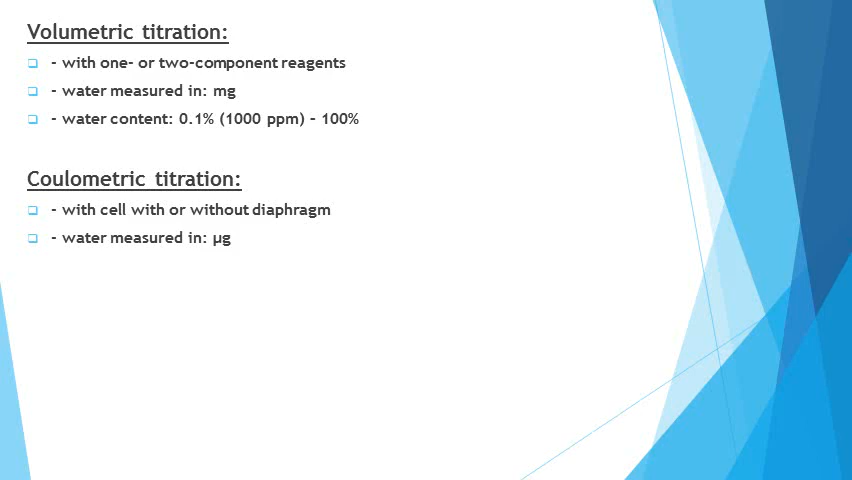 Volumetric titration:
- with one- or two-component reagents
- water measured in: mg
- water content: 0.1% (1000 ppm) – 100%
Coulometric titration:
- with cell with or without diaphragm
- water measured in: µg